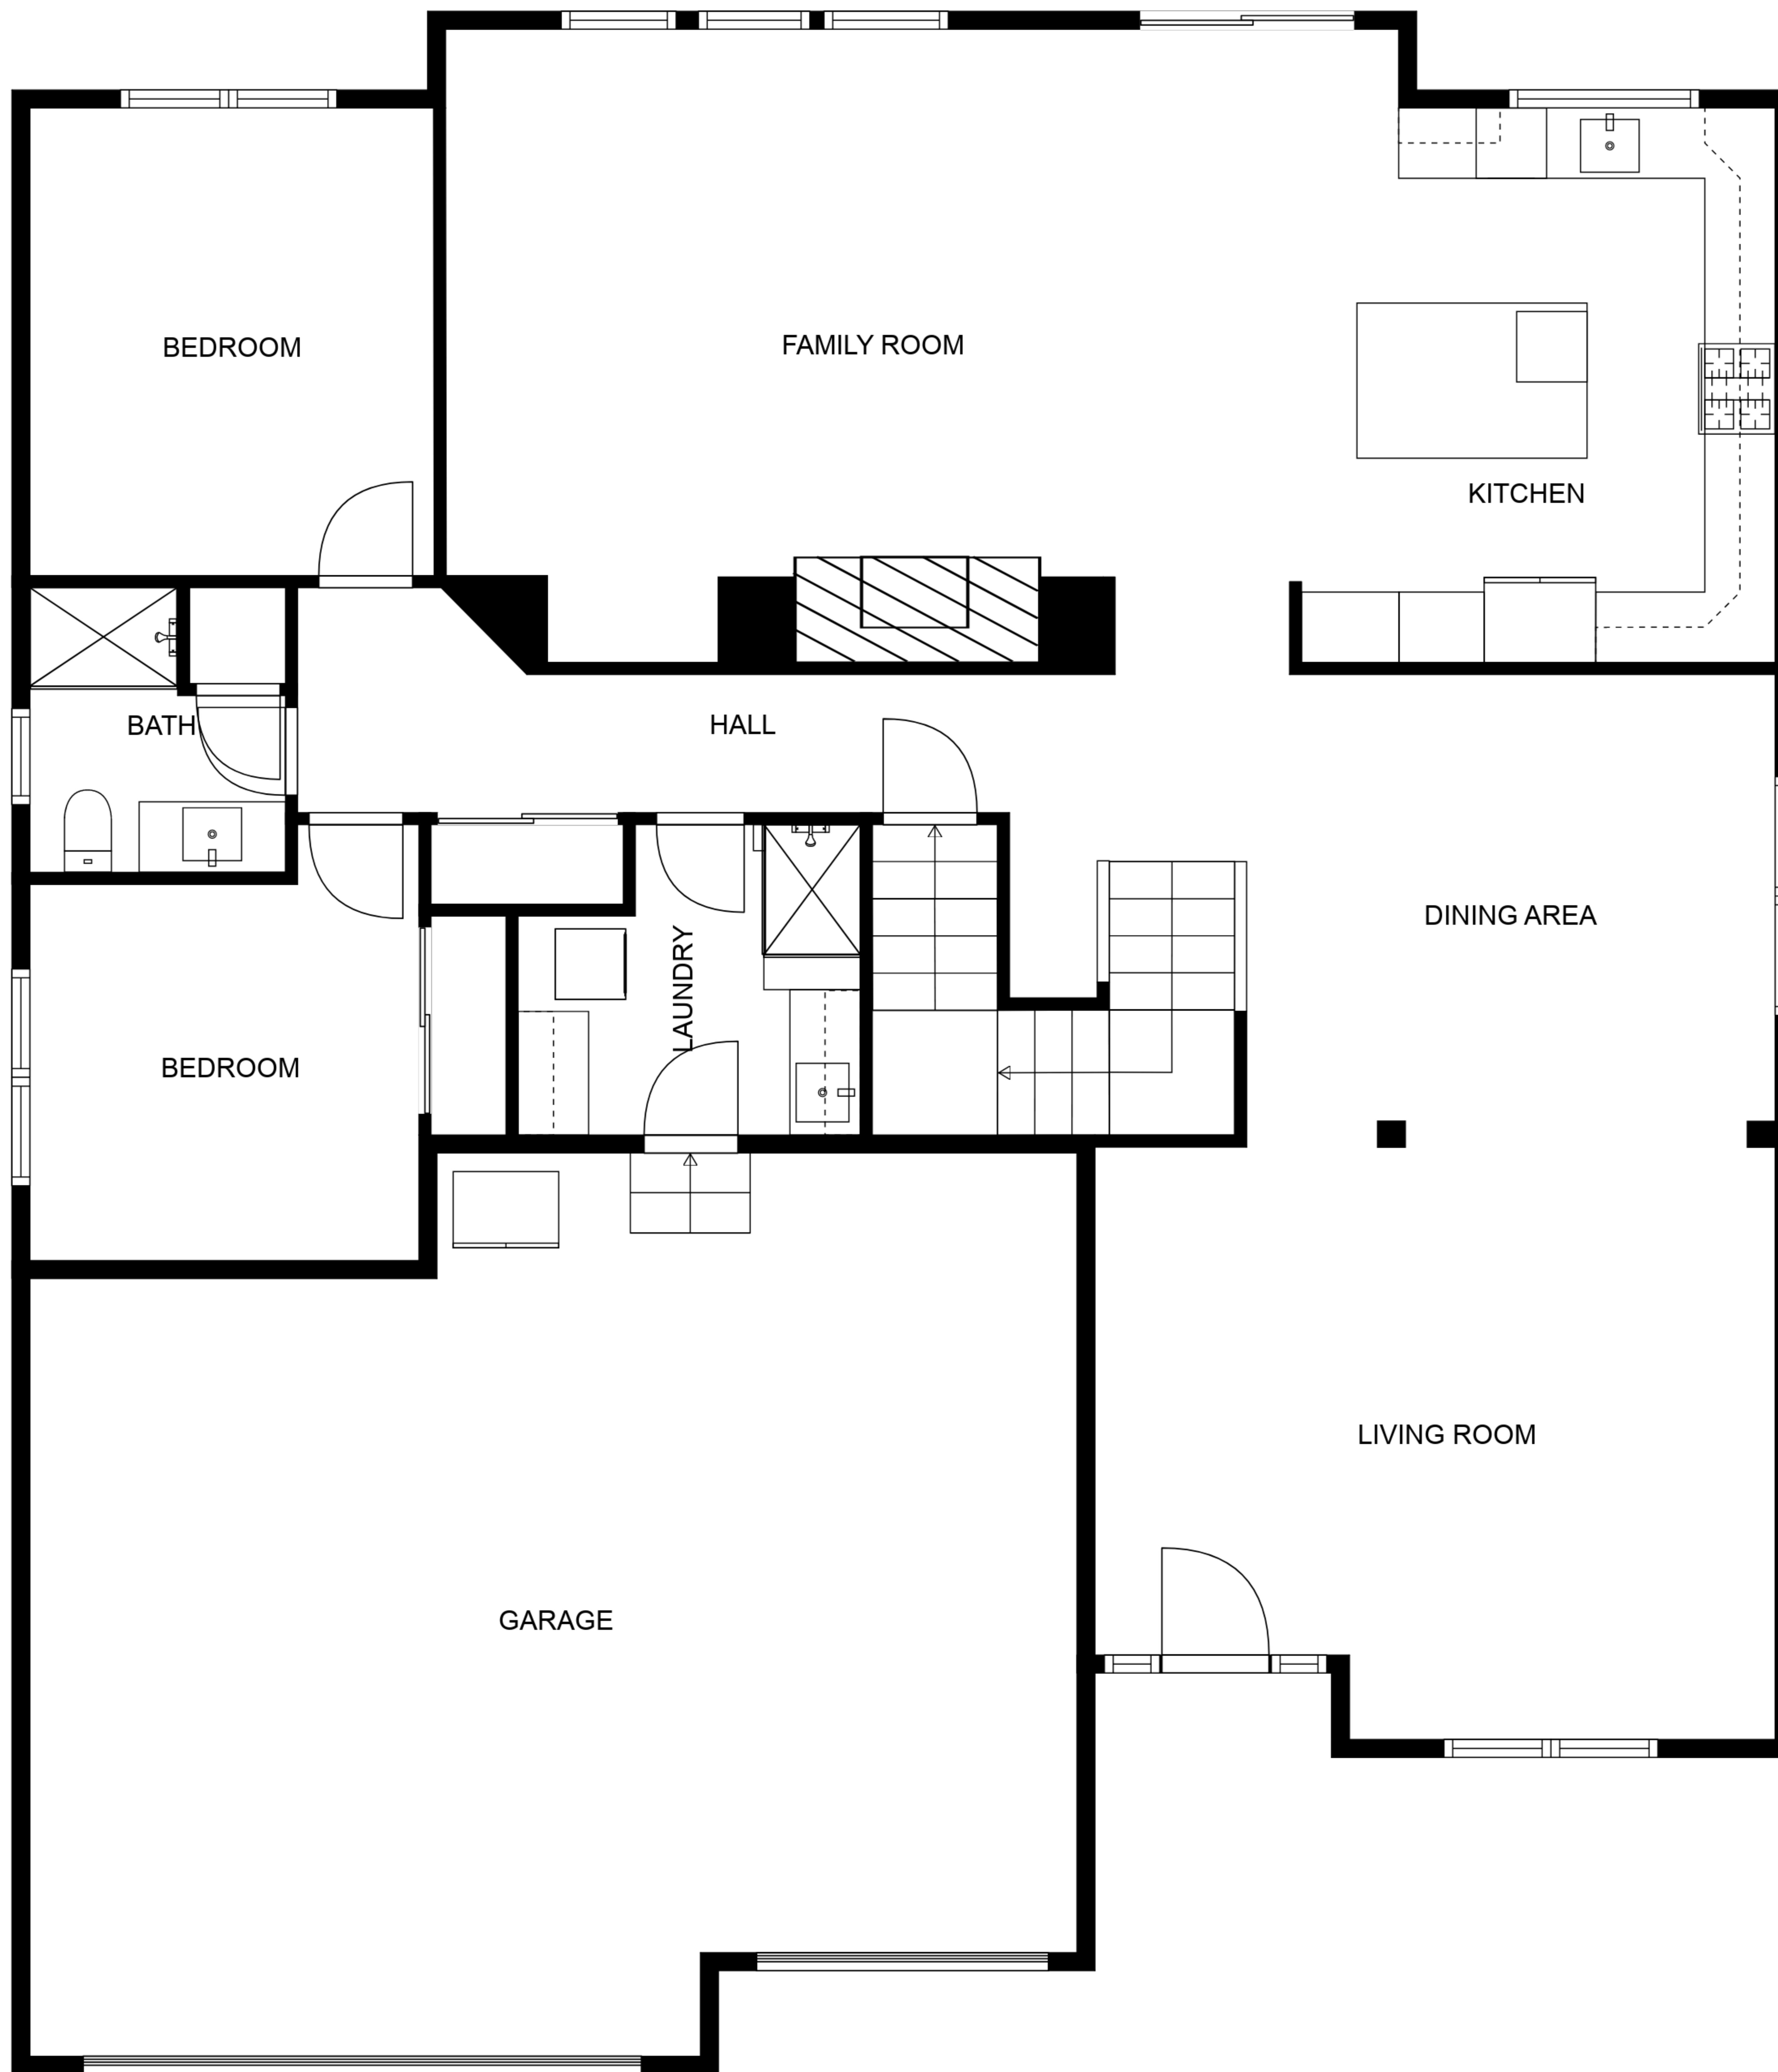 BEDROOM
FAMILY ROOM
KITCHEN
BATH
HALL
DINING AREA
LAUNDRY
BEDROOM
LIVING ROOM
GARAGE